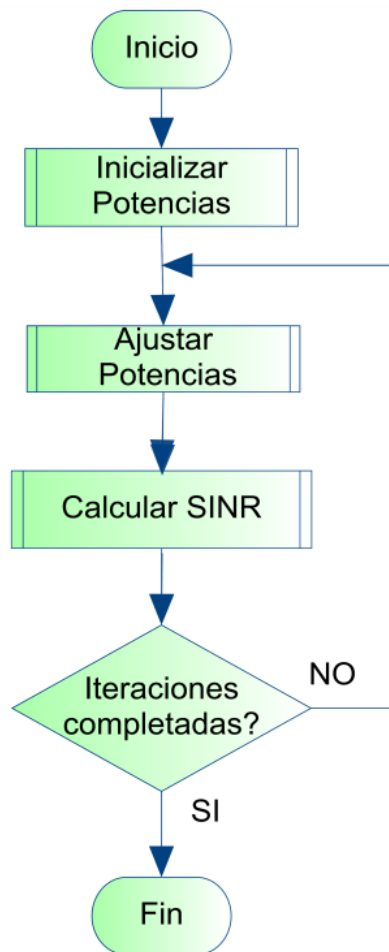 Inicio
Inicializar
Potencias
Ajustar
Potencias
Calcular SINR
Iteraciones
completadas?
NO
SI
Fin